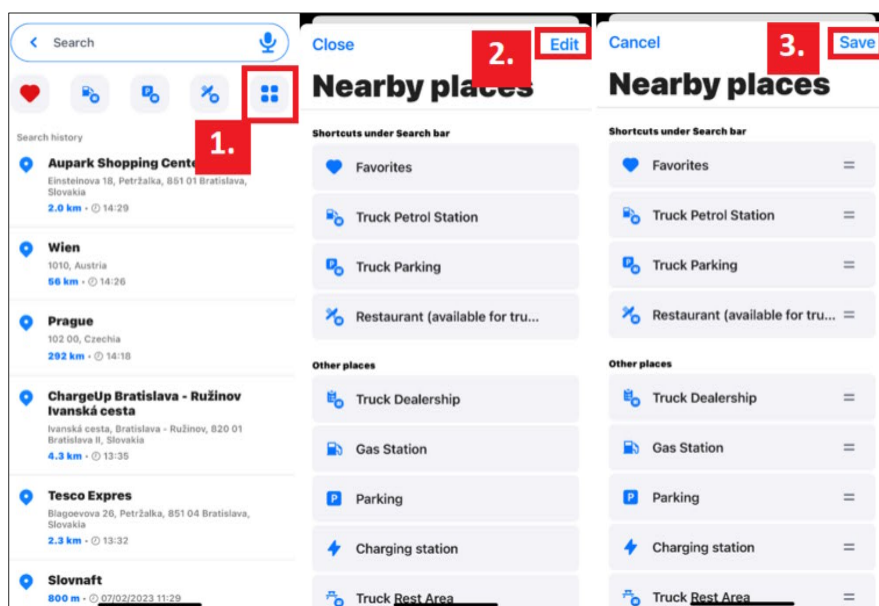 Search
1.
Search history
Aupark Shopping Cente
Einsteinova 18, Petržalka, 851 01 Bratislava,
Slovakia
2.0 km · 14:29
Wien
1010, Austria
56 km · 14:26
Prague
102 00, Czechia
292 km · 14:18
ChargeUp Bratislava - Ružinov
Ivanská cesta
Ivanská cesta, Bratislava - Ružinov, 820 01
Bratislava II, Slovakia
4.3 km · 13:35
Tesco Expres
Blagoevova 26, Petržalka, 851 04 Bratislava,
Slovakia
2.3 km · 13:32
Slovnaft
800 m · 07/02/2023 11:29
Close
2.
Edit
Nearby places
Shortcuts under Search bar
Favorites
Truck Petrol Station
Truck Parking
Restaurant (available for tru...
Other places
Truck Dealership
Gas Station
Parking
Charging station
Truck Rest Area
Cancel
3.
Save
Nearby places
Shortcuts under Search bar
Favorites
Truck Petrol Station
Truck Parking
Restaurant (available for tru...
Other places
Truck Dealership
Gas Station
Parking
Charging station
Truck Rest Area